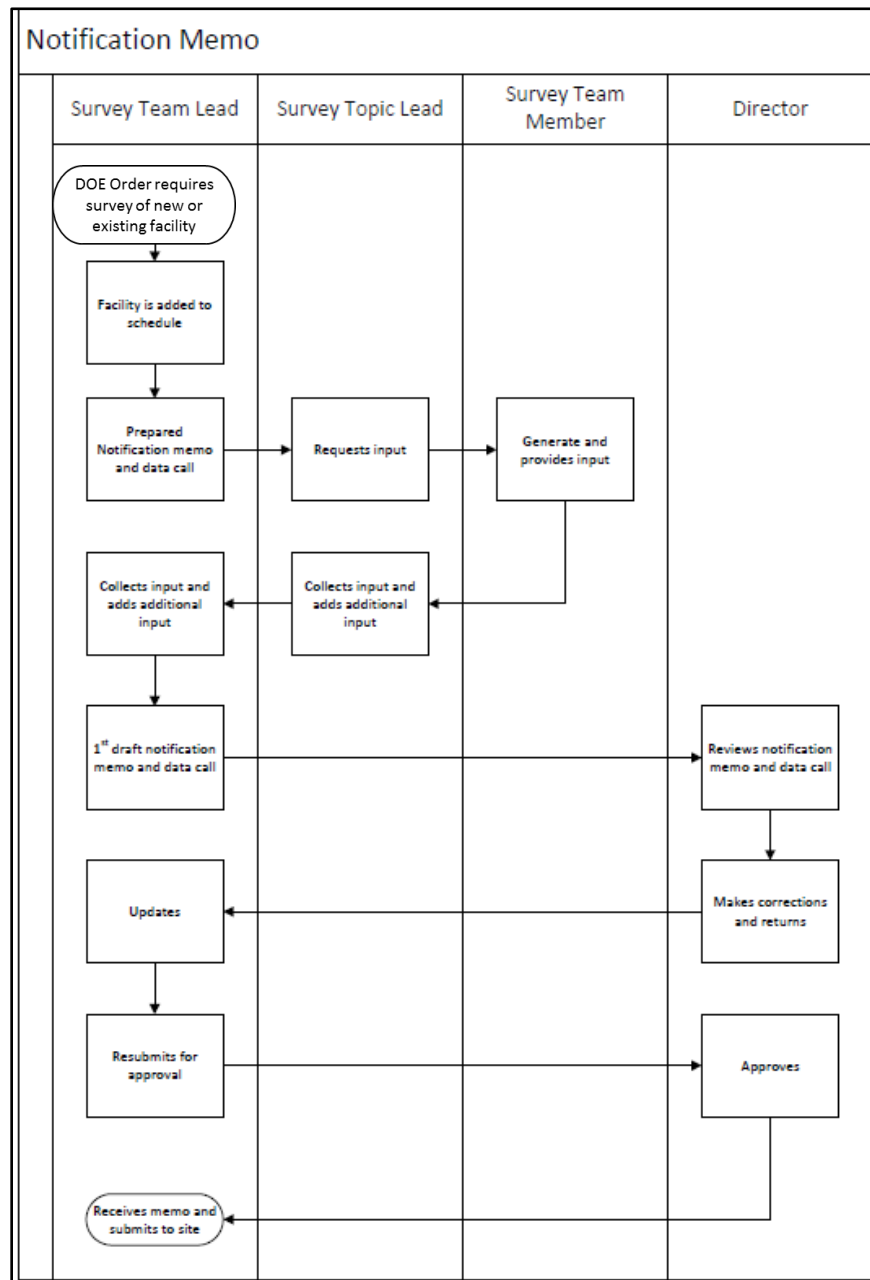 Notification Memo
Survey Team Lead
Survey Topic Lead
Survey Team
Member
Director
DOE Order requires
survey of new or
existing facility
Facility is added to
schedule
Prepared
Notification memo
and data call
Requests input
Generate and
provides input
Collects input and
adds additional
input
Collects input and
adds additional
input
1st draft notification
memo and data call
Reviews notification
memo and data call
Updates
Makes corrections
and returns
Resubmits for
approval
Approves
Receives memo and
submits to site